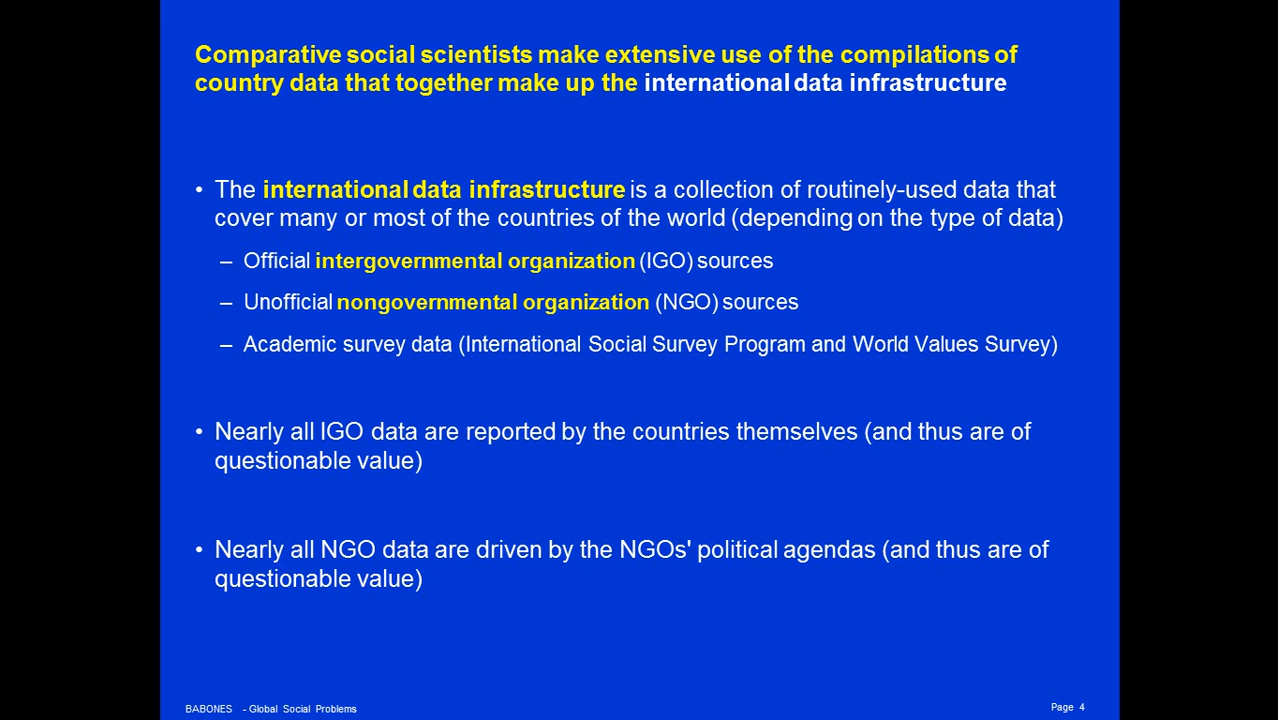 Comparative social scientists make extensive use of the compilations of
country data that together make up the international data infrastructure
• The international data infrastructure is a collection of routinely-used data that
cover many or most of the countries of the world (depending on the type of data)
– Official intergovernmental organization (IGO) sources
– Unofficial nongovernmental organization (NGO) sources
– Academic survey data (International Social Survey Program and World Values Survey)
• Nearly all IGO data are reported by the countries themselves (and thus are of
questionable value)
• Nearly all NGO data are driven by the NGOs' political agendas (and thus are of
questionable value)
BABONES - Global Social Problems
Page 4